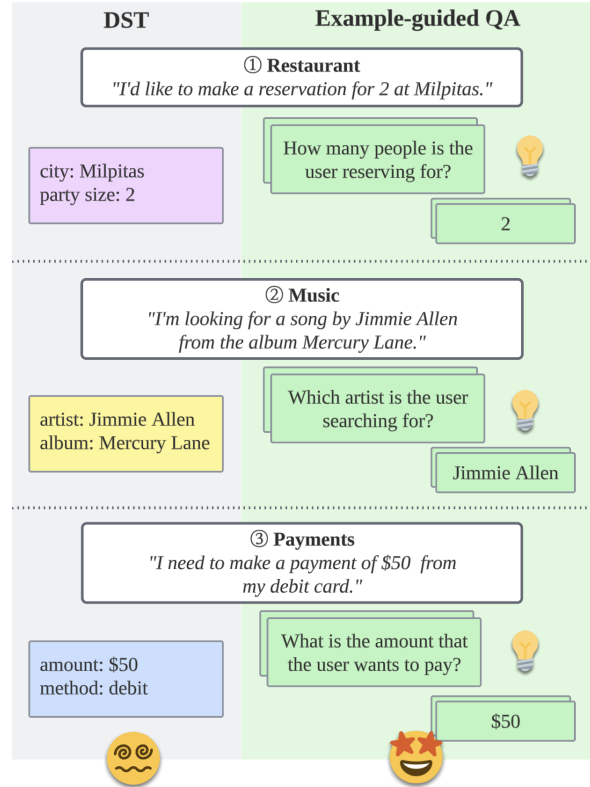 DST
Example-guided QA
① Restaurant
"I'd like to make a reservation for 2 at Milpitas."
city: Milpitas
party size: 2
How many people is the
user reserving for?
2
② Music
"I'm looking for a song by Jimmie Allen
from the album Mercury Lane."
artist: Jimmie Allen
album: Mercury Lane
Which artist is the user
searching for?
Jimmie Allen
③ Payments
"I need to make a payment of $50 from
my debit card."
amount: $50
method: debit
What is the amount that
the user wants to pay?
$50